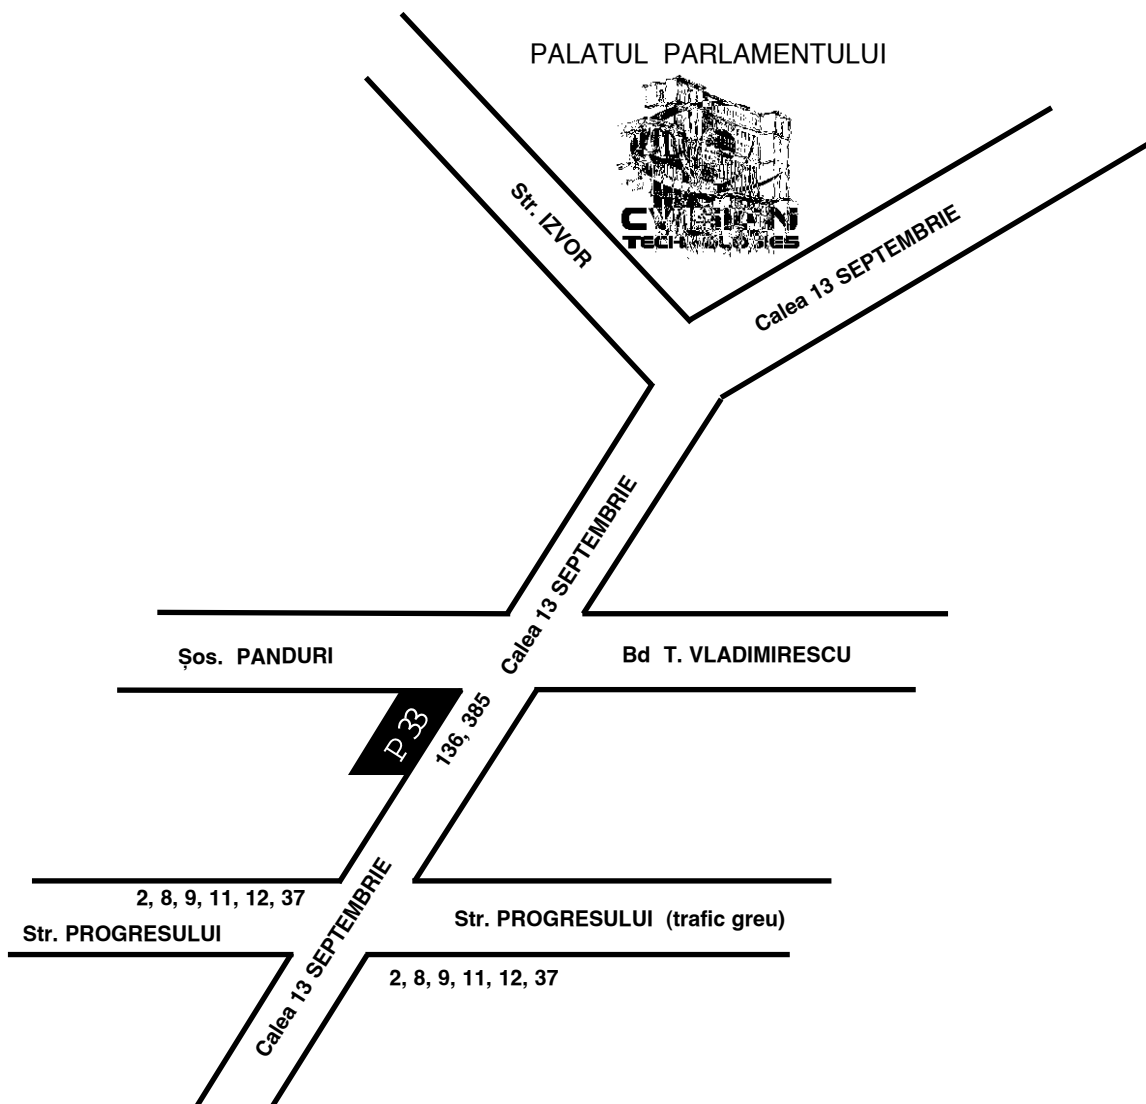 PALATUL PARLAMENTULUI
CVISION
TECHNOLOGIES
Str. IZVOR
Calea 13 SEPTEMBRIE
Calea 13 SEPTEMBRIE
Șos. PANDURI
Bd T. VLADIMIRESCU
P 33
136, 385
2, 8, 9, 11, 12, 37
Str. PROGRESULUI
Calea 13 SEPTEMBRIE
Str. PROGRESULUI (trafic greu)
2, 8, 9, 11, 12, 37